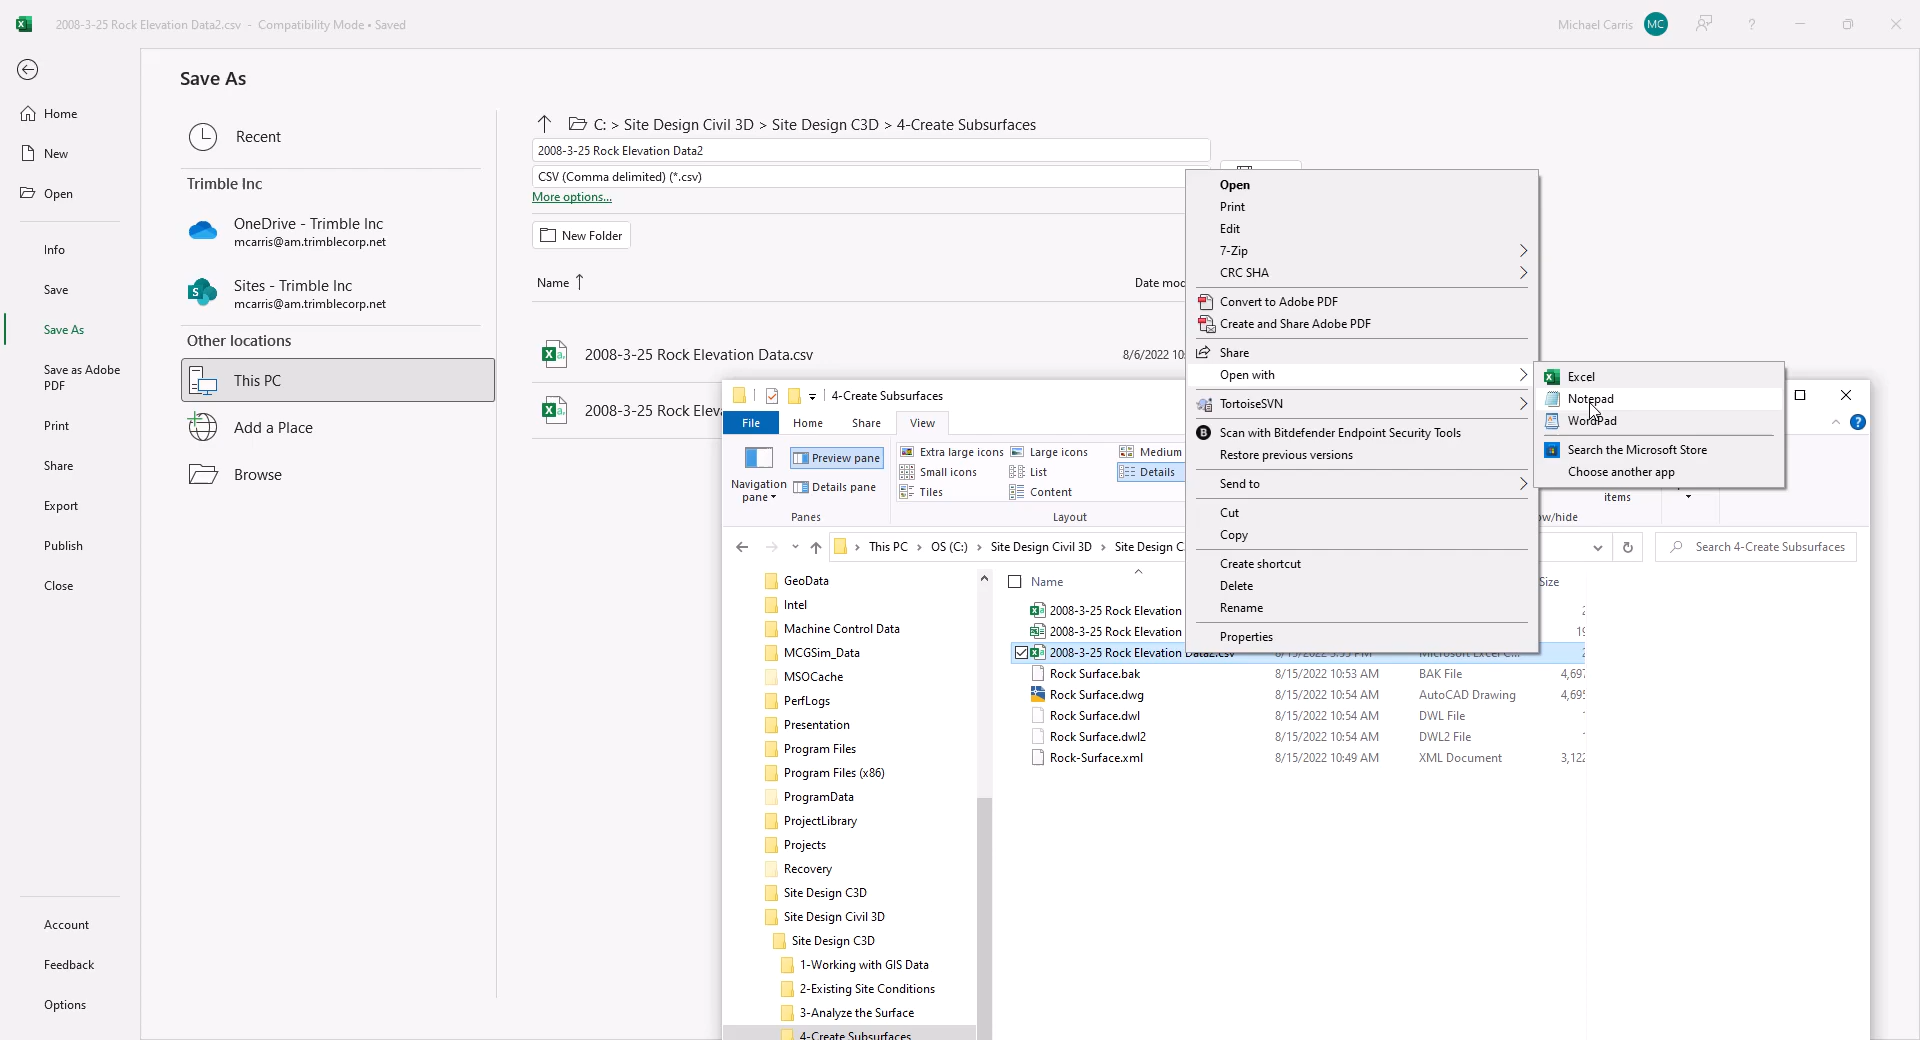 2008-3-25 Rock Elevation Data2.csv - Compatibility Mode • Saved
Michael Carris MC ?
Home
New
Open
Info
Save
Save As
Save as Adobe
PDF
Print
Share
Export
Publish
Close
Account
Feedback
Options
Save As
Recent
Trimble Inc
OneDrive - Trimble Inc
mcarris@am.trimblecorp.net
Sites - Trimble Inc
mcarris@am.trimblecorp.net
Other locations
This PC
Add a Place
Browse
C: > Site Design Civil 3D > Site Design C3D > 4-Create Subsurfaces
2008-3-25 Rock Elevation Data2
CSV (Comma delimited) (*.csv)
More options...
New Folder
Name Date mod
2008-3-25 Rock Elevation Data.csv 8/6/2022 10:
2008-3-25 Rock Eleva
4-Create Subsurfaces
File Home Share View
Navigation
pane
Preview pane
Details pane
Panes
Extra large icons Large icons Medium
Small icons List Details
Tiles Content
Layout
items
w/hide
This PC > OS (C:) > Site Design Civil 3D > Site Design C
Search 4-Create Subsurfaces
GeoData
Intel
Machine Control Data
MCGSim_Data
MSOCache
PerfLogs
Presentation
Program Files
Program Files (x86)
ProgramData
ProjectLibrary
Projects
Recovery
Site Design C3D
Site Design Civil 3D
Site Design C3D
1-Working with GIS Data
2-Existing Site Conditions
3-Analyze the Surface
4-Create Subsurfaces
Name Size
2008-3-25 Rock Elevation
2008-3-25 Rock Elevation
2008-3-25 Rock Elevation Data2.csv
Rock Surface.bak 8/15/2022 10:53 AM BAK File 4,697
Rock Surface.dwg 8/15/2022 10:54 AM AutoCAD Drawing 4,695
Rock Surface.dwl 8/15/2022 10:54 AM DWL File
Rock Surface.dwl2 8/15/2022 10:54 AM DWL2 File
Rock-Surface.xml 8/15/2022 10:49 AM XML Document 3,122
Open
Print
Edit
7-Zip
CRC SHA
Convert to Adobe PDF
Create and Share Adobe PDF
Share
Open with
TortoiseSVN
Scan with Bitdefender Endpoint Security Tools
Restore previous versions
Send to
Cut
Copy
Create shortcut
Delete
Rename
Properties
Excel
Notepad
WordPad
Search the Microsoft Store
Choose another app